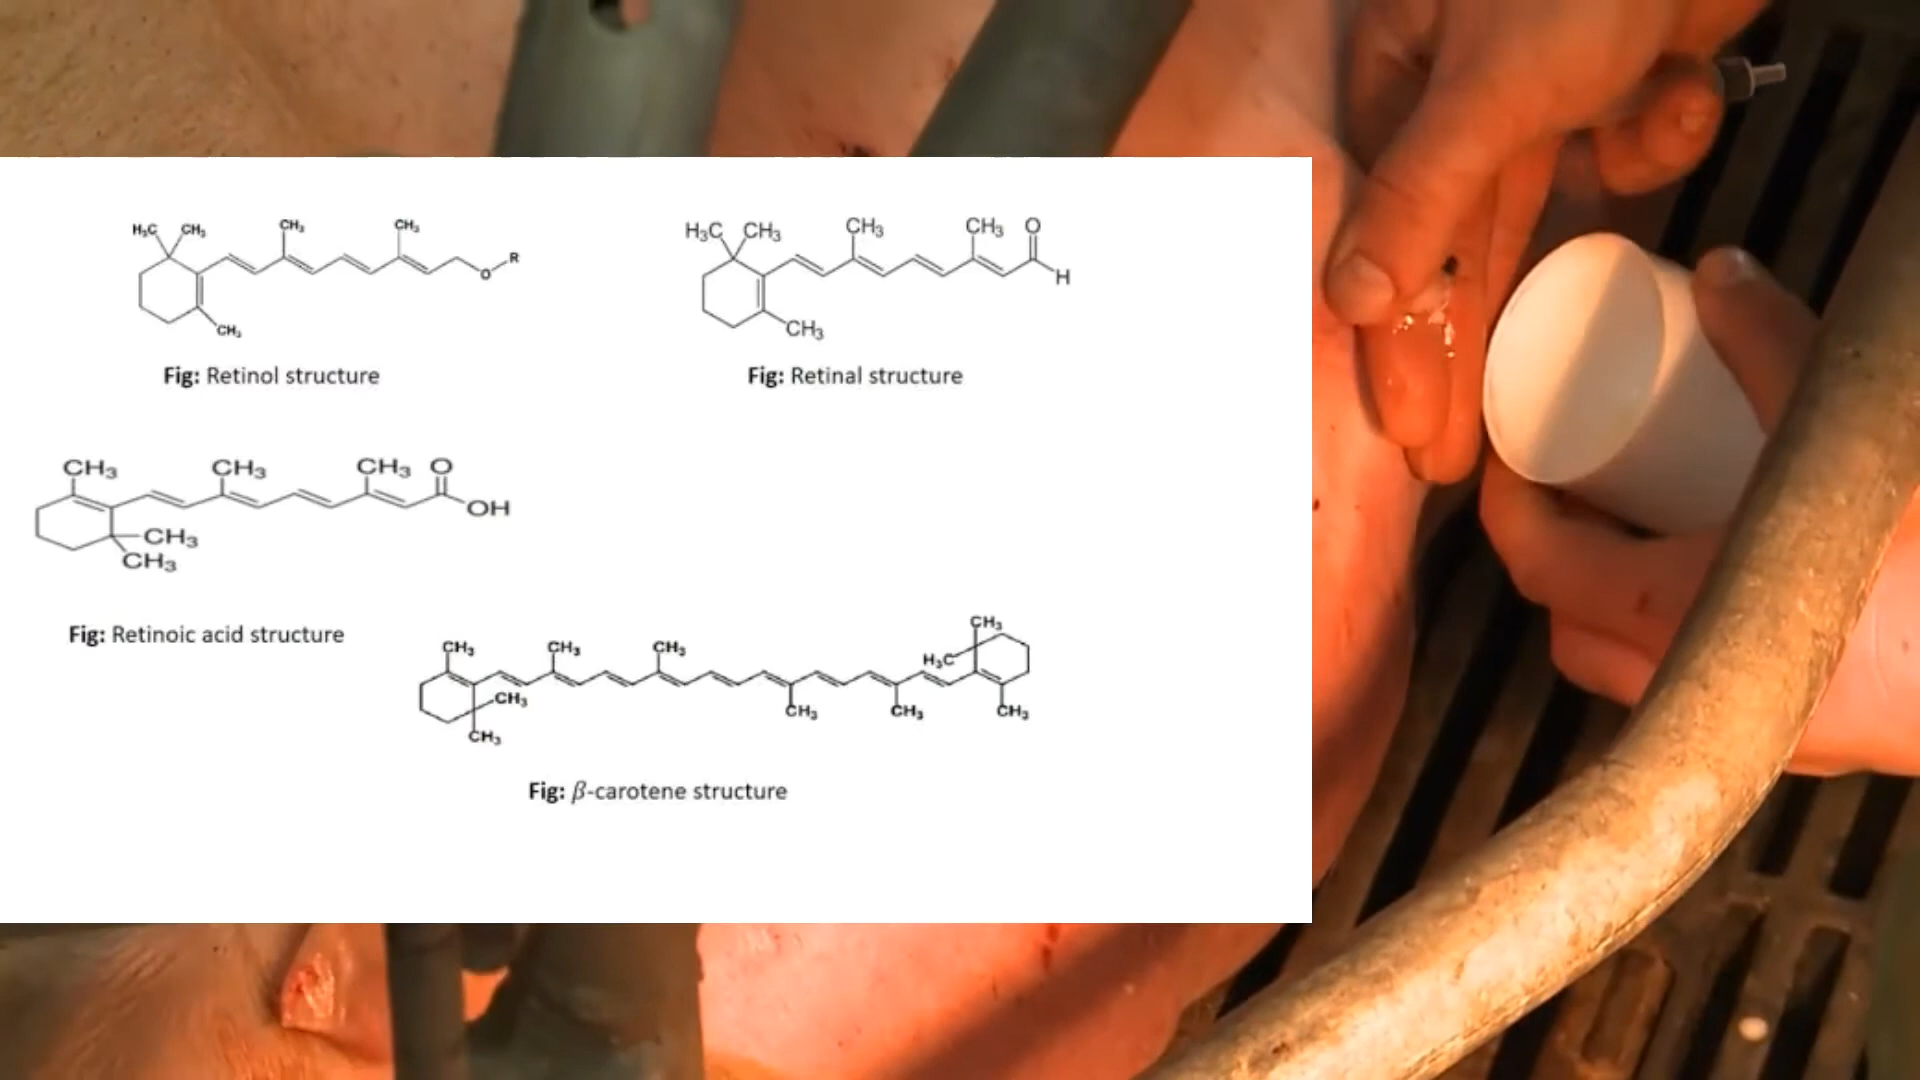 H₃C CH₃ CH₃ CH₃
O R
CH₃
Fig: Retinol structure
H₃C CH₃ CH₃ CH₃ O
H
CH₃
Fig: Retinal structure
CH₃ CH₃ CH₃ O
OH
CH₃
CH₃
Fig: Retinoic acid structure
CH₃
CH₃ CH₃ CH₃ H₃C
CH₃
CH₃ CH₃ CH₃
CH₃
Fig: β-carotene structure